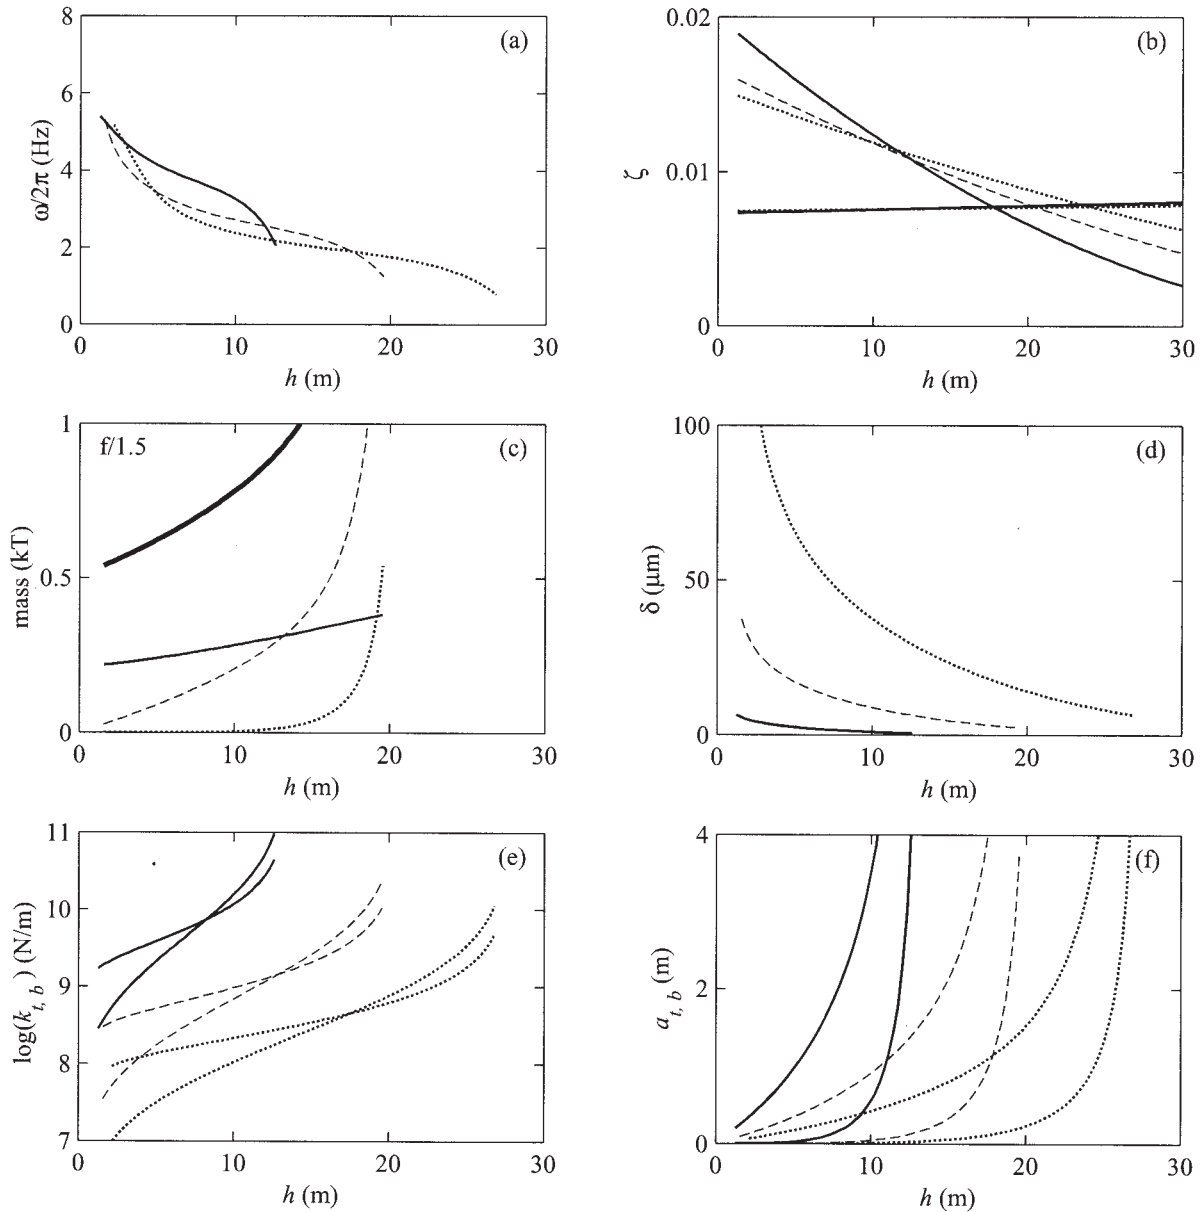 8
6
4
2
0
ω/2π (Hz)
(a)
0
10
20
30
h (m)
0.02
0.01
0
ζ
(b)
0
10
20
30
h (m)
1
0.5
0
mass (kT)
f/1.5
(c)
0
10
20
30
h (m)
100
50
0
δ (μm)
(d)
0
10
20
30
h (m)
11
10
9
8
7
log(k_{t, b}) (N/m)
(e)
0
10
20
30
h (m)
4
2
0
a_{t, b} (m)
(f)
0
10
20
30
h (m)